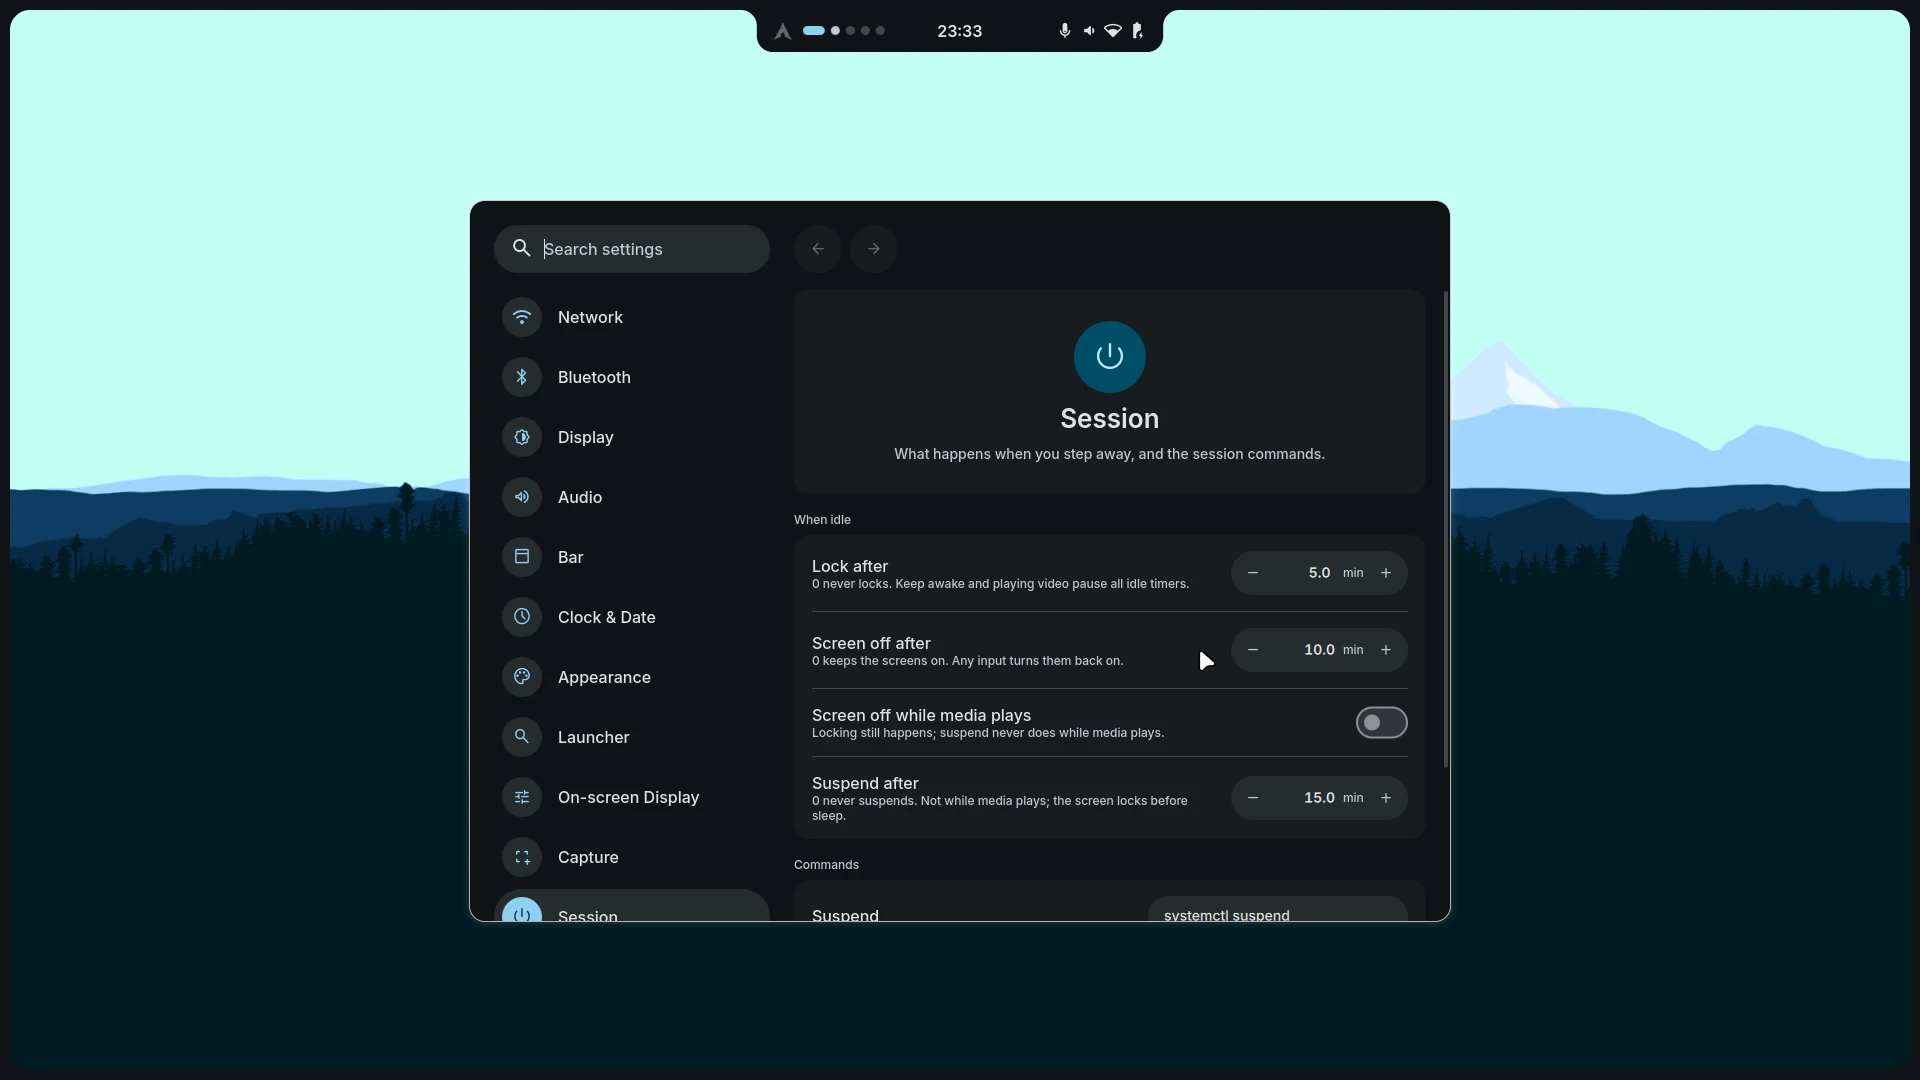 23:33
Search settings
Network
Bluetooth
Display
Audio
Bar
Clock & Date
Appearance
Launcher
On-screen Display
Capture
Session
Session
What happens when you step away, and the session commands.
When idle
Lock after
0 never locks. Keep awake and playing video pause all idle timers.
5.0 min
Screen off after
0 keeps the screens on. Any input turns them back on.
10.0 min
Screen off while media plays
Locking still happens; suspend never does while media plays.
Suspend after
0 never suspends. Not while media plays; the screen locks before
sleep.
15.0 min
Commands
Suspend
systemctl suspend